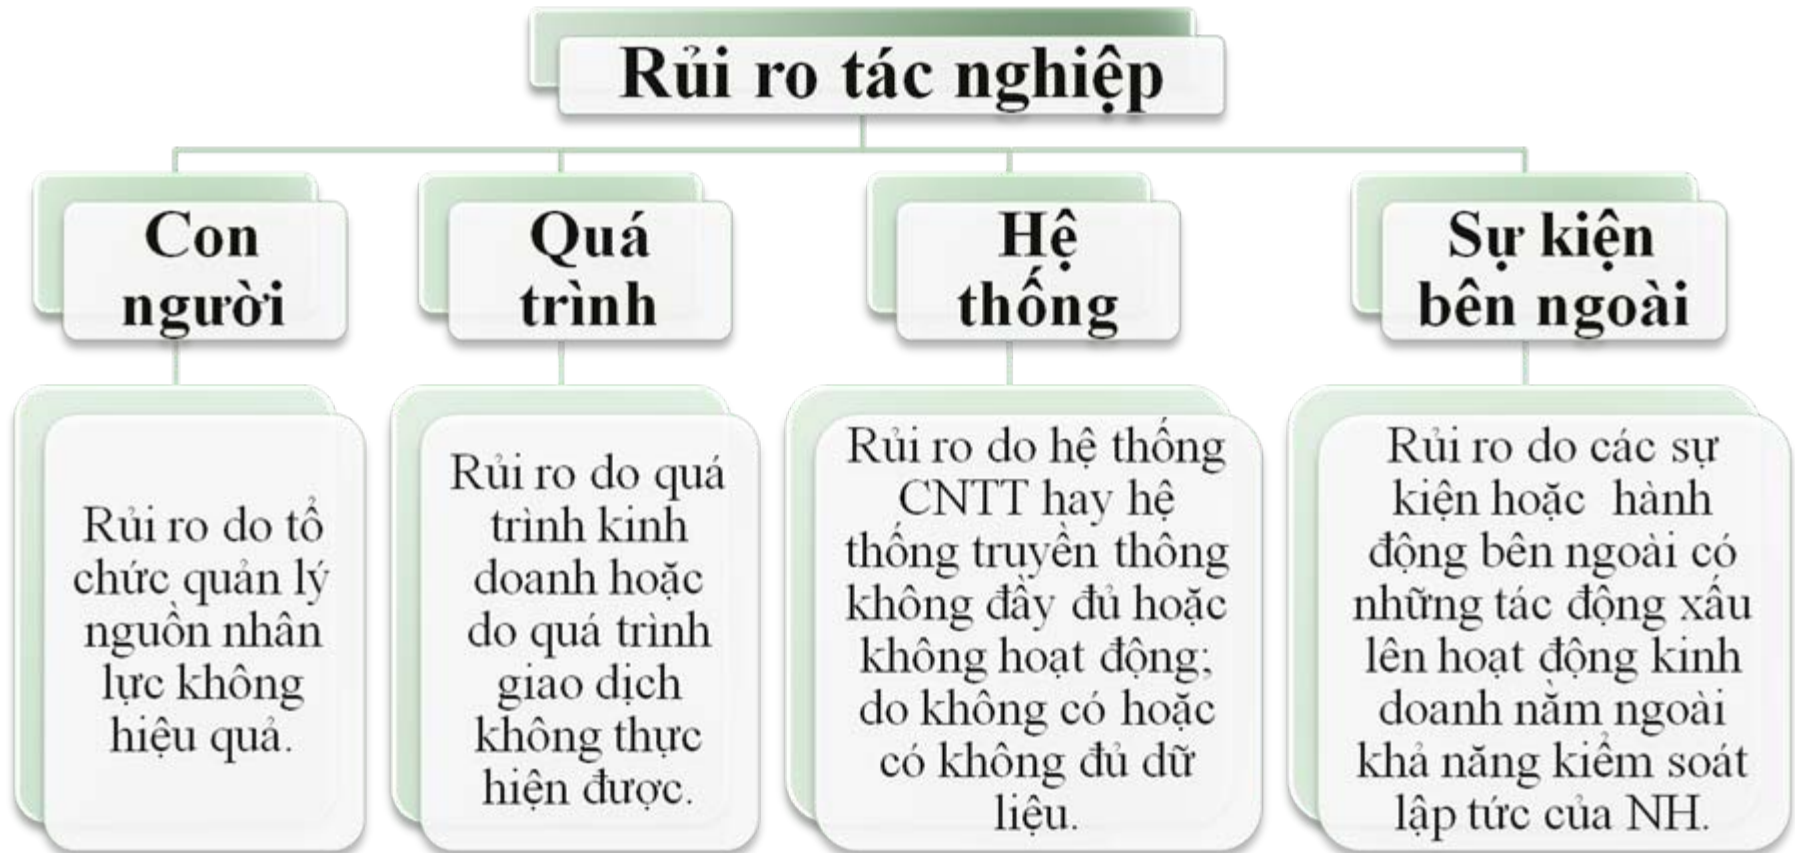 Rủi ro tác nghiệp
Con
người
Rủi ro do tổ
chức quản lý
nguồn nhân
lực không
hiệu quả.
Quá
trình
Rủi ro do quá
trình kinh
doanh hoặc
do quá trình
giao dịch
không thực
hiện được.
Hệ
thống
Rủi ro do hệ thống
CNTT hay hệ
thống truyền thông
không đầy đủ hoặc
không hoạt động;
do không có hoặc
có không đủ dữ
liệu.
Sự kiện
bên ngoài
Rủi ro do các sự
kiện hoặc hành
động bên ngoài có
những tác động xấu
lên hoạt động kinh
doanh nằm ngoài
khả năng kiểm soát
lập tức của NH.